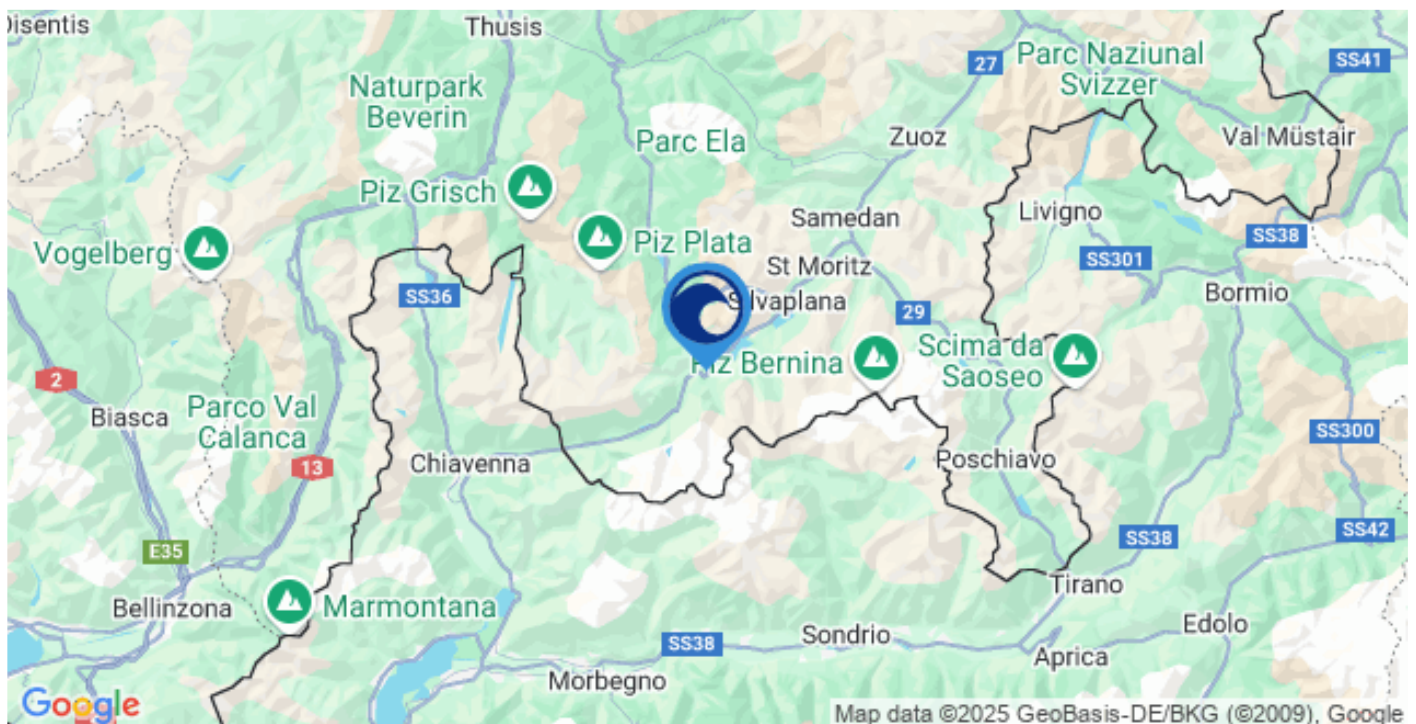 Disentis
Thusis
Parc Naziunal
Svizzer
SS41
27
Naturpark
Beverin
Parc Ela
Zuoz
Val Müstair
Piz Grisch
Livigno
Samedan
Vogelberg
Piz Plata
SS38
St Moritz
SS301
SS36
Silvaplana
Bormio
29
Piz Bernina
Scima da
Saoseo
2
Biasca
Parco Val
Calanca
SS300
13
Chiavenna
Poschiavo
SS42
E35
SS38
Tirano
Bellinzona
Marmontana
Sondrio
Edolo
SS38
Aprica
Morbegno
Google
Map data ©2025 GeoBasis-DE/BKG (©2009), Google